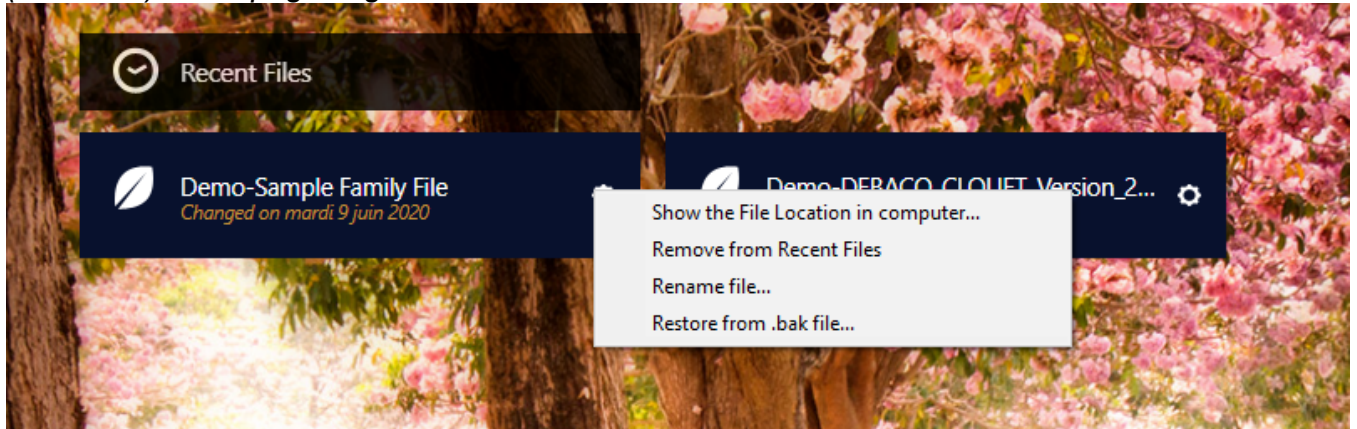 Recent Files
Demo-Sample Family File
Changed on mardi 9 juin 2020
Demo-DEBACQ_CLOUET_Version_2...
Show the File Location in computer...
Remove from Recent Files
Rename file...
Restore from .bak file...